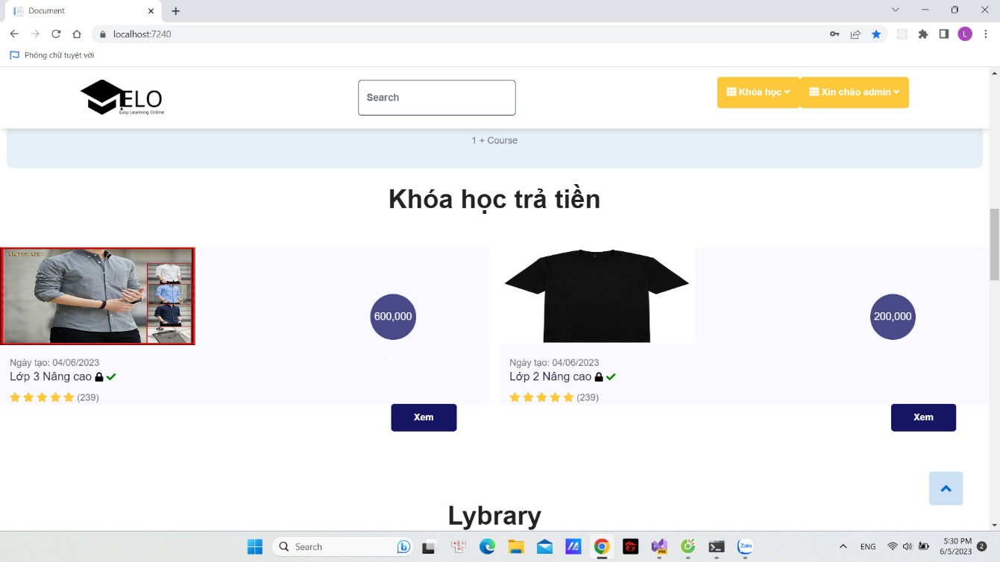 Document
localhost:7240
L
Phông chữ tuyệt vời
ELO
Easy Learning Online
Search
Khóa học
Xin chào admin
1 + Course
Khóa học trả tiền
600,000
200,000
Ngày tạo: 04/06/2023
Lớp 3 Nâng cao
(239)
Xem
Ngày tạo: 04/06/2023
Lớp 2 Nâng cao
(239)
Xem
Lybrary
Search
PRE
Zalo
ENG
5:30 PM
6/5/2023
2